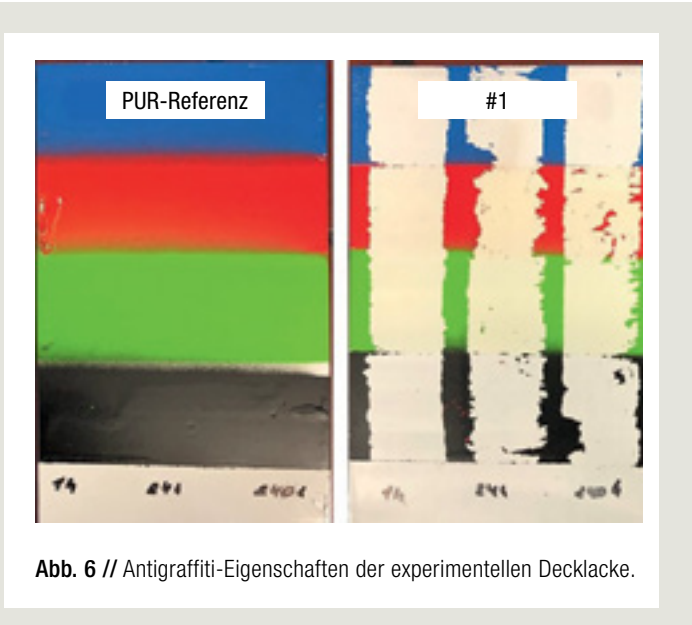 PUR-Referenz
#1
Abb. 6 // Antigraffiti-Eigenschaften der experimentellen Decklacke.